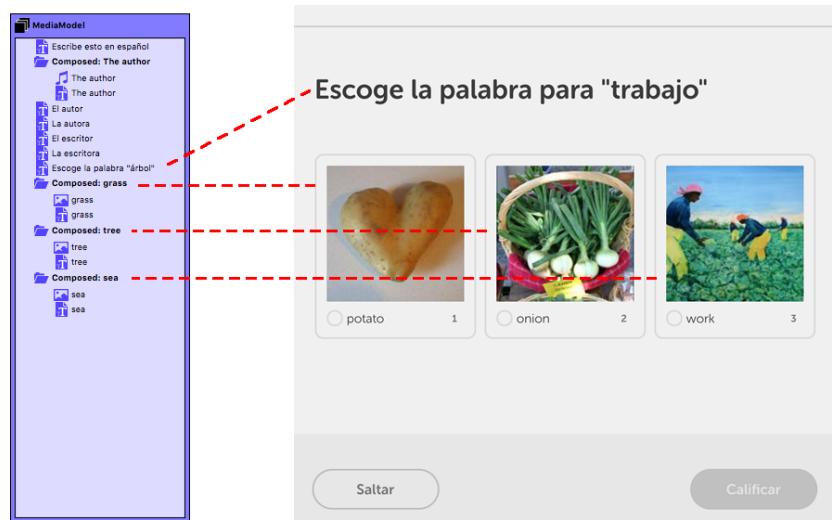 MediaModel
Escribe esto en español
Composed: The author
The author
The author
El autor
La autora
El escritor
La escritora
Escoge la palabra "árbol"
Composed: grass
grass
grass
Composed: tree
tree
tree
Composed: sea
sea
sea
Escoge la palabra para "trabajo"
potato 1
onion 2
work 3
Saltar
Calificar